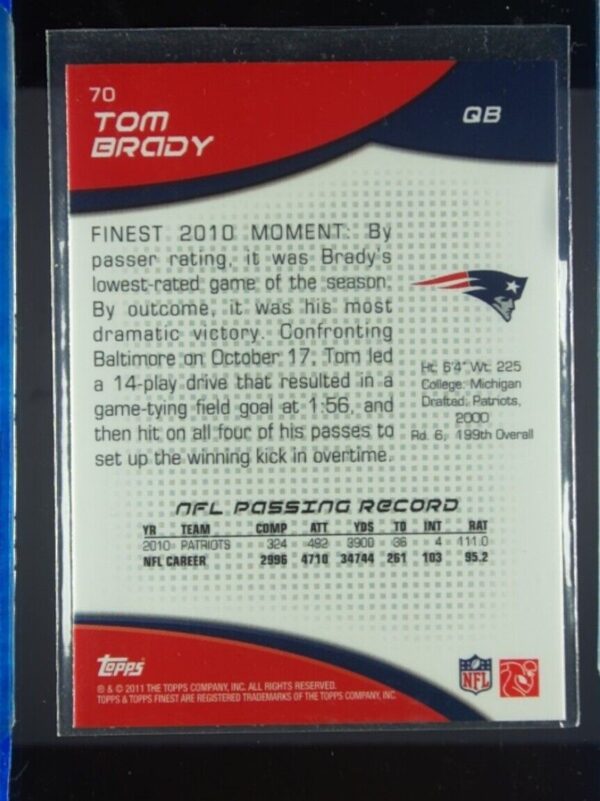 70
TOM
BRADY
QB
FINEST 2010 MOMENT: By
passer rating, it was Brady's
lowest-rated game of the season.
By outcome, it was his most
dramatic victory. Confronting
Baltimore on October 17, Tom led
a 14-play drive that resulted in a
game-tying field goal at 1:56, and
then hit on all four of his passes to
set up the winning kick in overtime.
Ht: 6'4" Wt: 225
College: Michigan
Drafted: Patriots,
2000
Rd. 6, 199th Overall
NFL PASSING RECORD
YR TEAM COMP ATT YDS TD INT RAT
2010 PATRIOTS 324 492 3900 36 4 111.0
NFL CAREER 2996 4710 34744 261 103 95.2
Topps
® & © 2011 THE TOPPS COMPANY, INC. ALL RIGHTS RESERVED.
TOPPS & TOPPS FINEST ARE REGISTERED TRADEMARKS OF THE TOPPS COMPANY, INC.
NFL